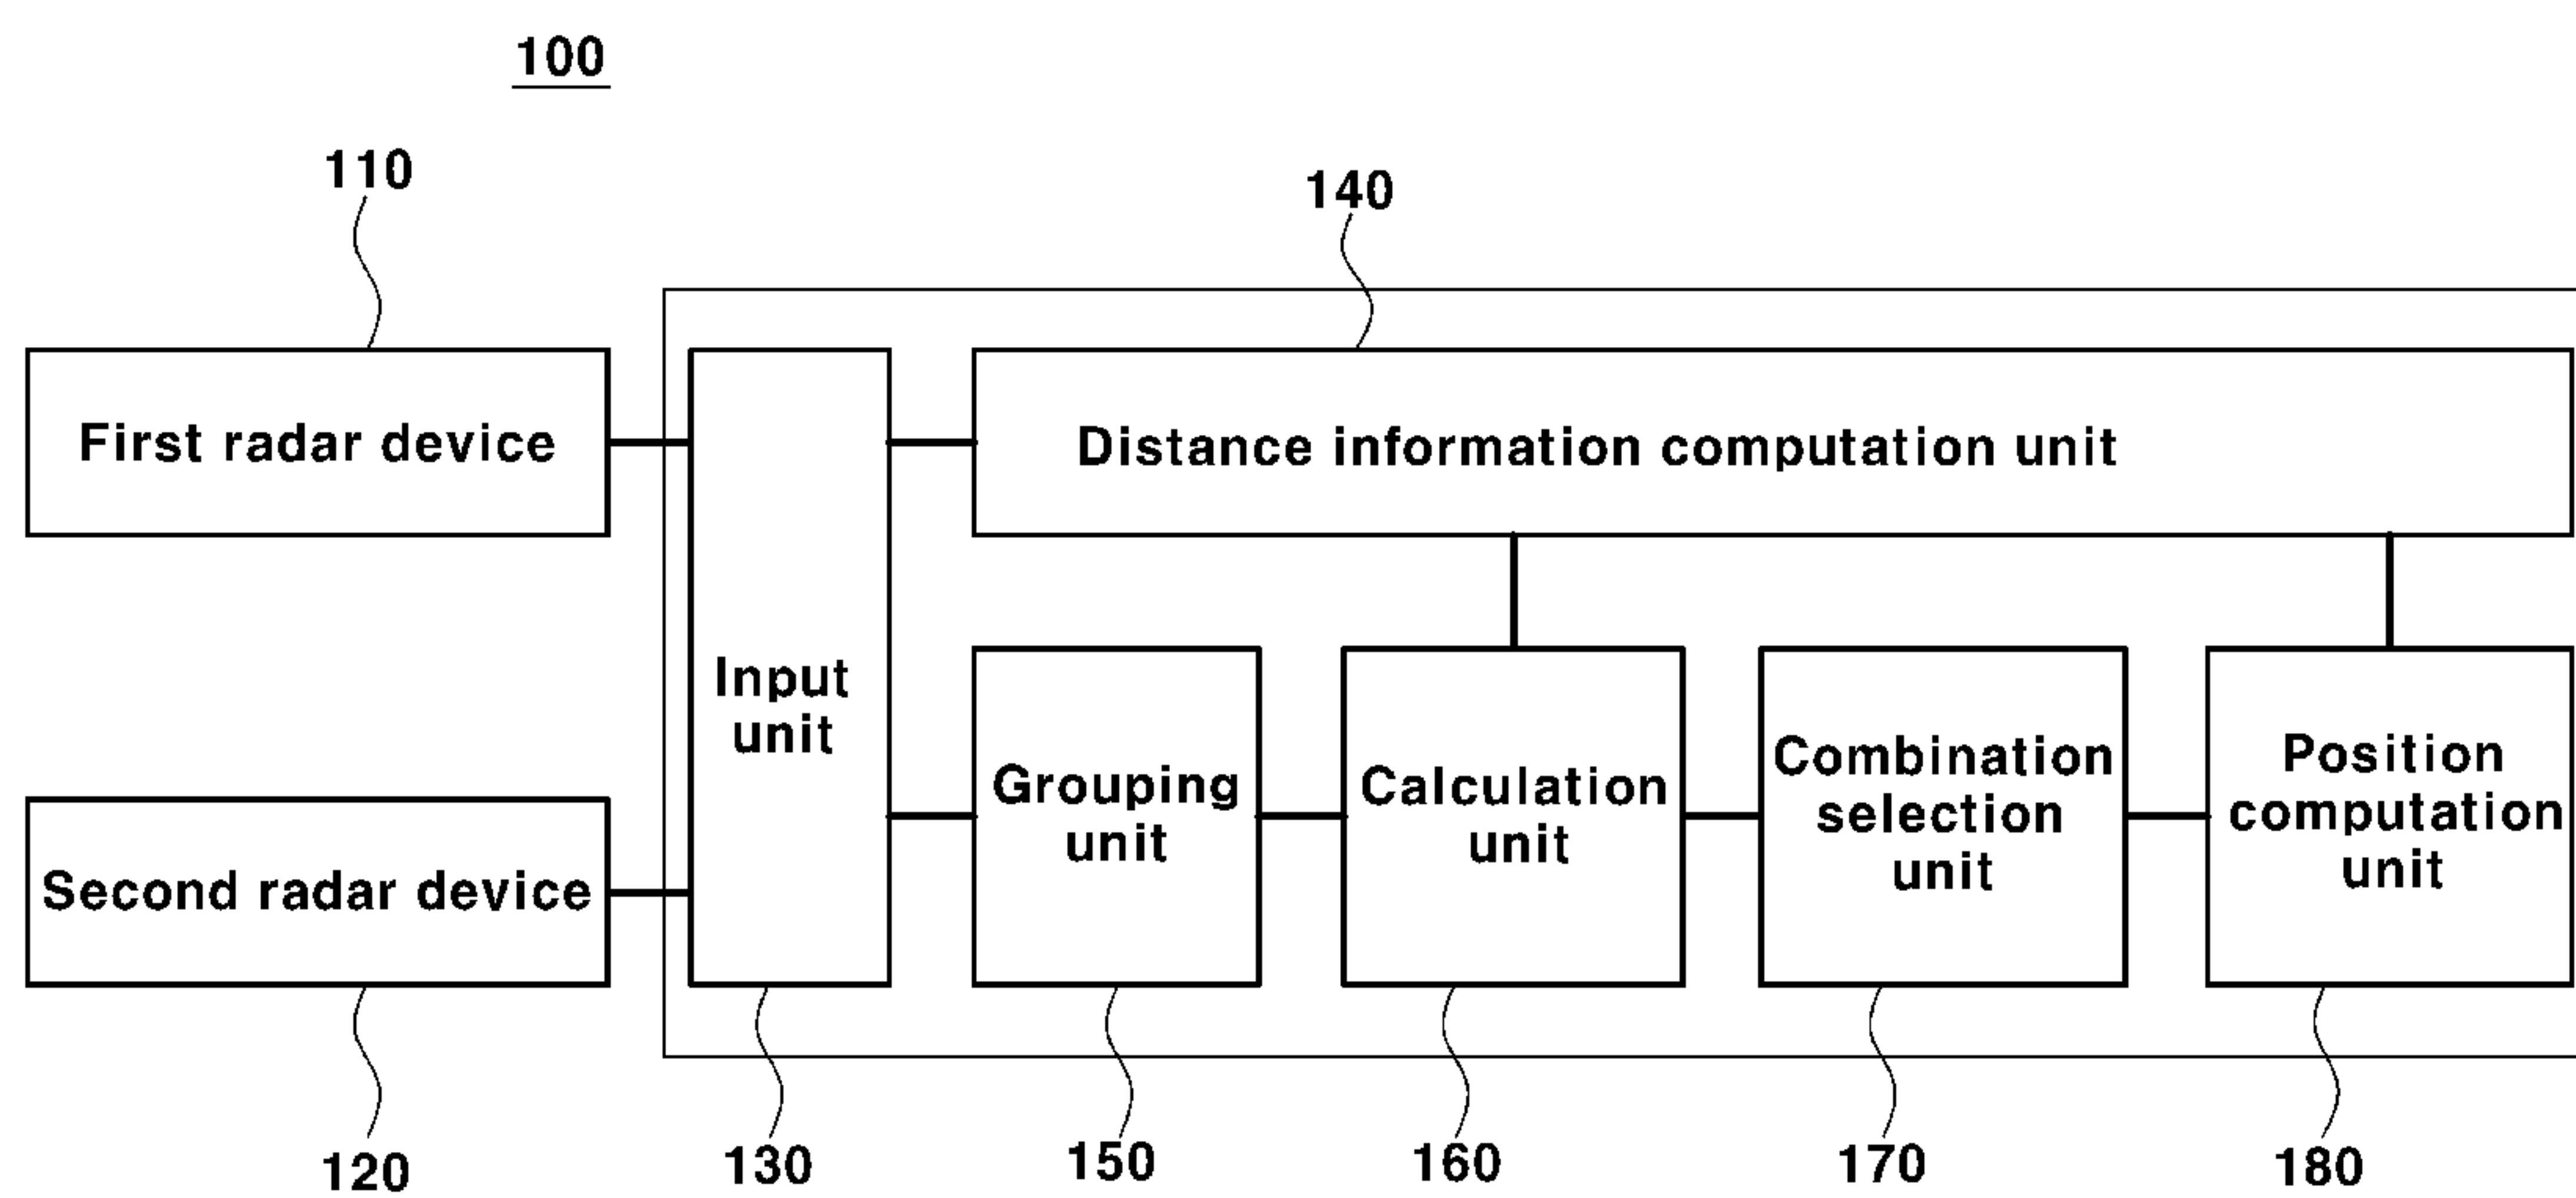 100
110
140
First radar device
Distance information computation unit
Input
unit
Second radar device
Grouping
unit
Calculation
unit
Combination
selection
unit
Position
computation
unit
120
130
150
160
170
180